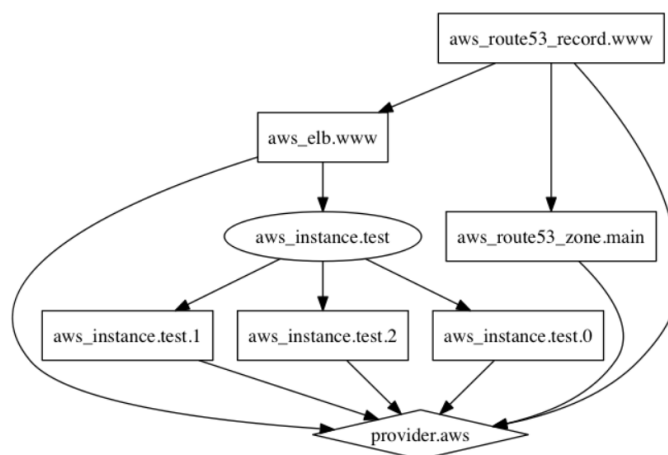 aws_route53_record.www
aws_elb.www
aws_instance.test
aws_route53_zone.main
aws_instance.test.1
aws_instance.test.2
aws_instance.test.0
provider.aws